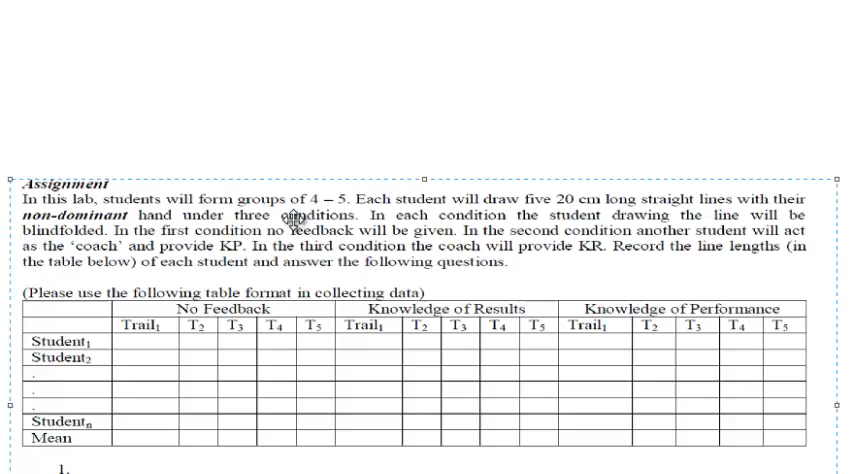 Assignment
In this lab, students will form groups of 4 – 5. Each student will draw five 20 cm long straight lines with their
non-dominant hand under three conditions. In each condition the student drawing the line will be
blindfolded. In the first condition no feedback will be given. In the second condition another student will act
as the ‘coach’ and provide KP. In the third condition the coach will provide KR. Record the line lengths (in
the table below) of each student and answer the following questions.
(Please use the following table format in collecting data)
No Feedback Knowledge of Results Knowledge of Performance
Trail1 T2 T3 T4 T5 Trail1 T2 T3 T4 T5 Trail1 T2 T3 T4 T5
Student1
Student2
.
.
.
Studentn
Mean
1.